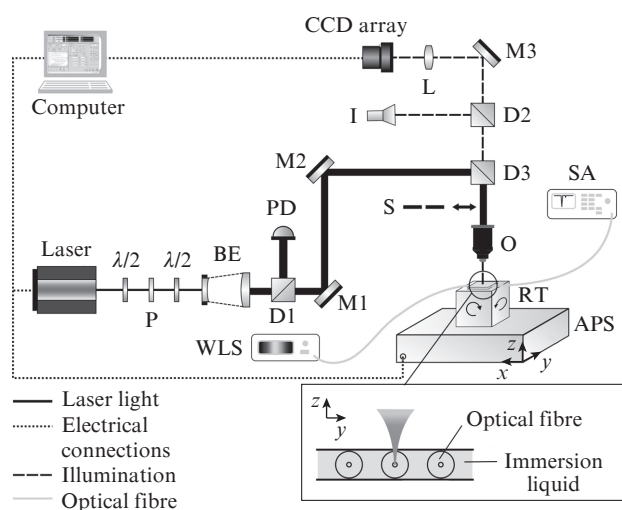 CCD array
M3
L
Computer
I
D2
M2
D3
SA
PD
S
O
Laser
λ/2
λ/2
BE
P
D1
M1
RT
WLS
APS
z
x
y
Laser light
Electrical
connections
Illumination
Optical fibre
z
y
Optical fibre
Immersion
liquid